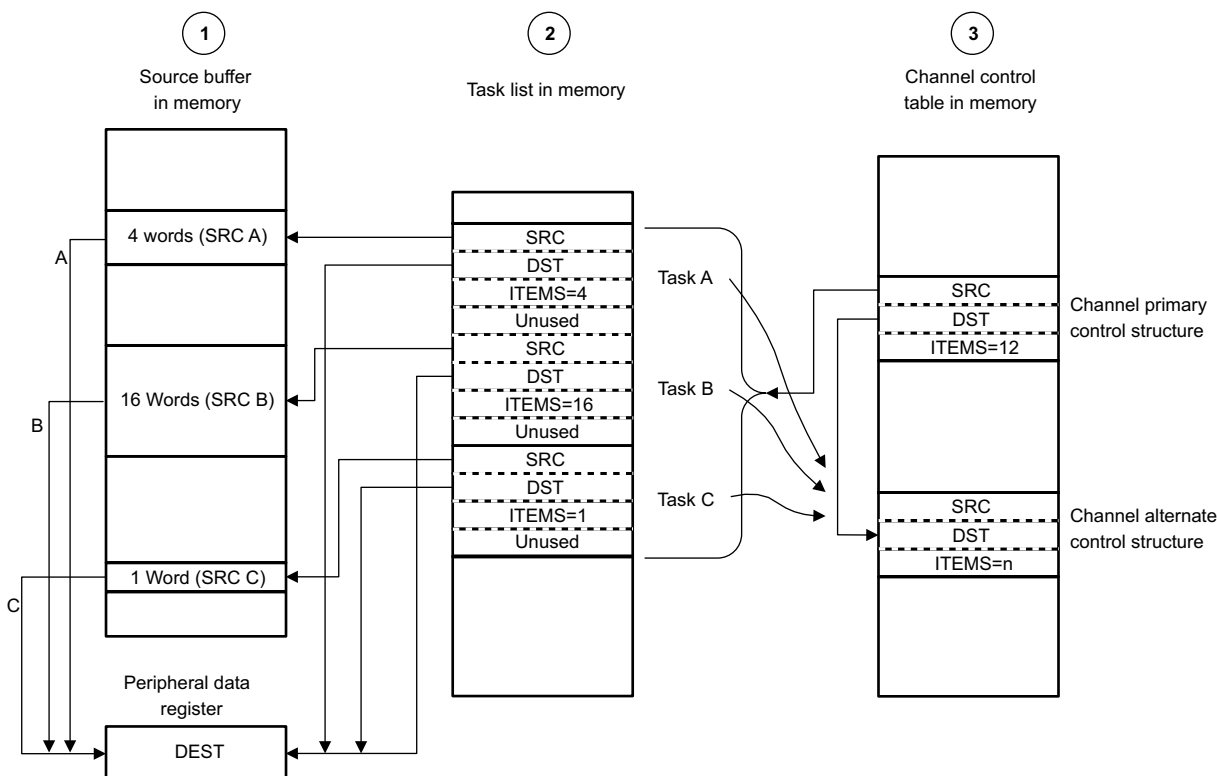 1
Source buffer
in memory
4 words (SRC A)
16 Words (SRC B)
1 Word (SRC C)
A
B
C
Peripheral data
register
DEST
2
Task list in memory
SRC
DST
ITEMS=4
Unused
SRC
DST
ITEMS=16
Unused
SRC
DST
ITEMS=1
Unused
Task A
Task B
Task C
3
Channel control
table in memory
SRC
DST
ITEMS=12
Channel primary
control structure
SRC
DST
ITEMS=n
Channel alternate
control structure